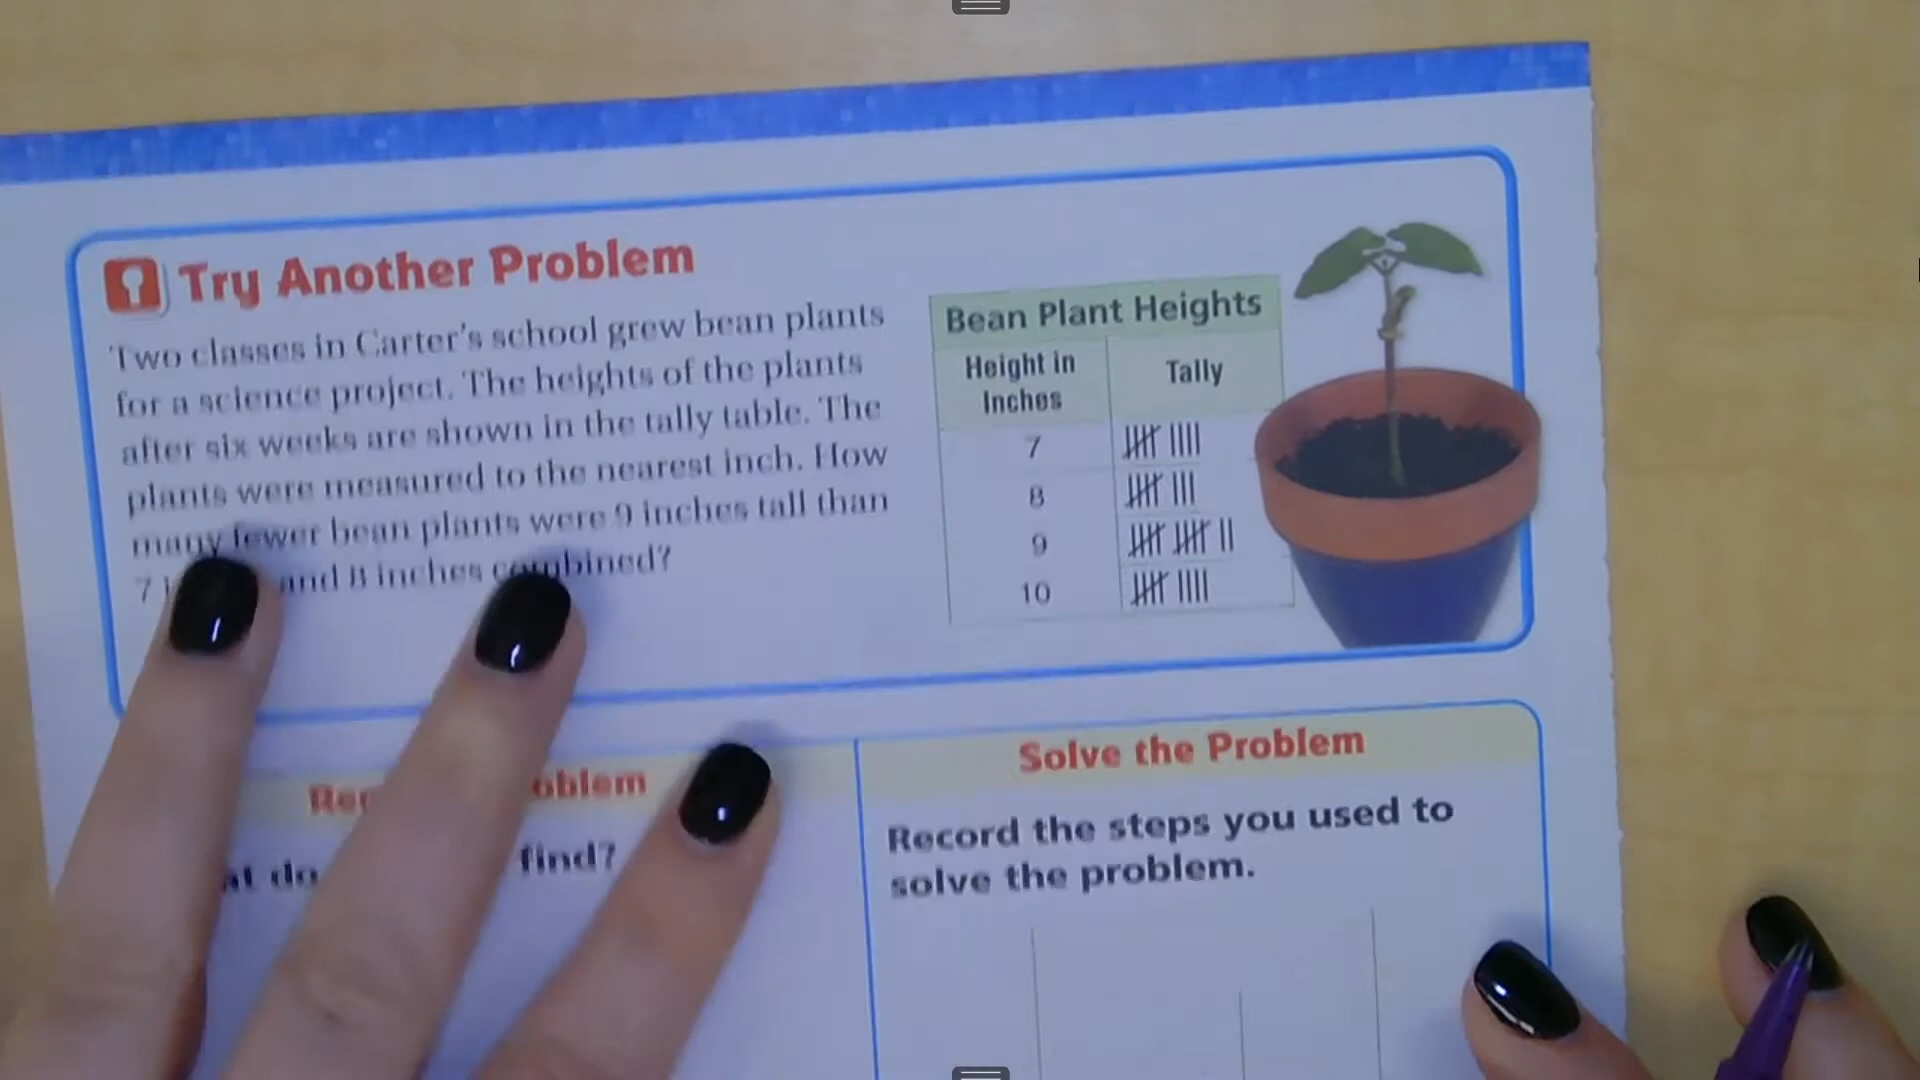 Try Another Problem
Two classes in Carter's school grew bean plants
for a science project. The heights of the plants
after six weeks are shown in the tally table. The
plants were measured to the nearest inch. How
many fewer bean plants were 9 inches tall than
7 and 8 inches combined?
Bean Plant Heights
Height in
Inches
Tally
7
8
9
10
find?
Solve the Problem
Record the steps you used to
solve the problem.